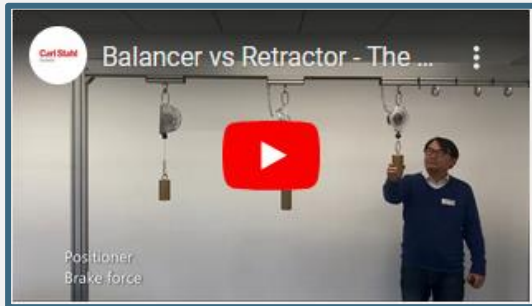 Carl Stahl
Balancer vs Retractor - The ...
Positioner
Brake force